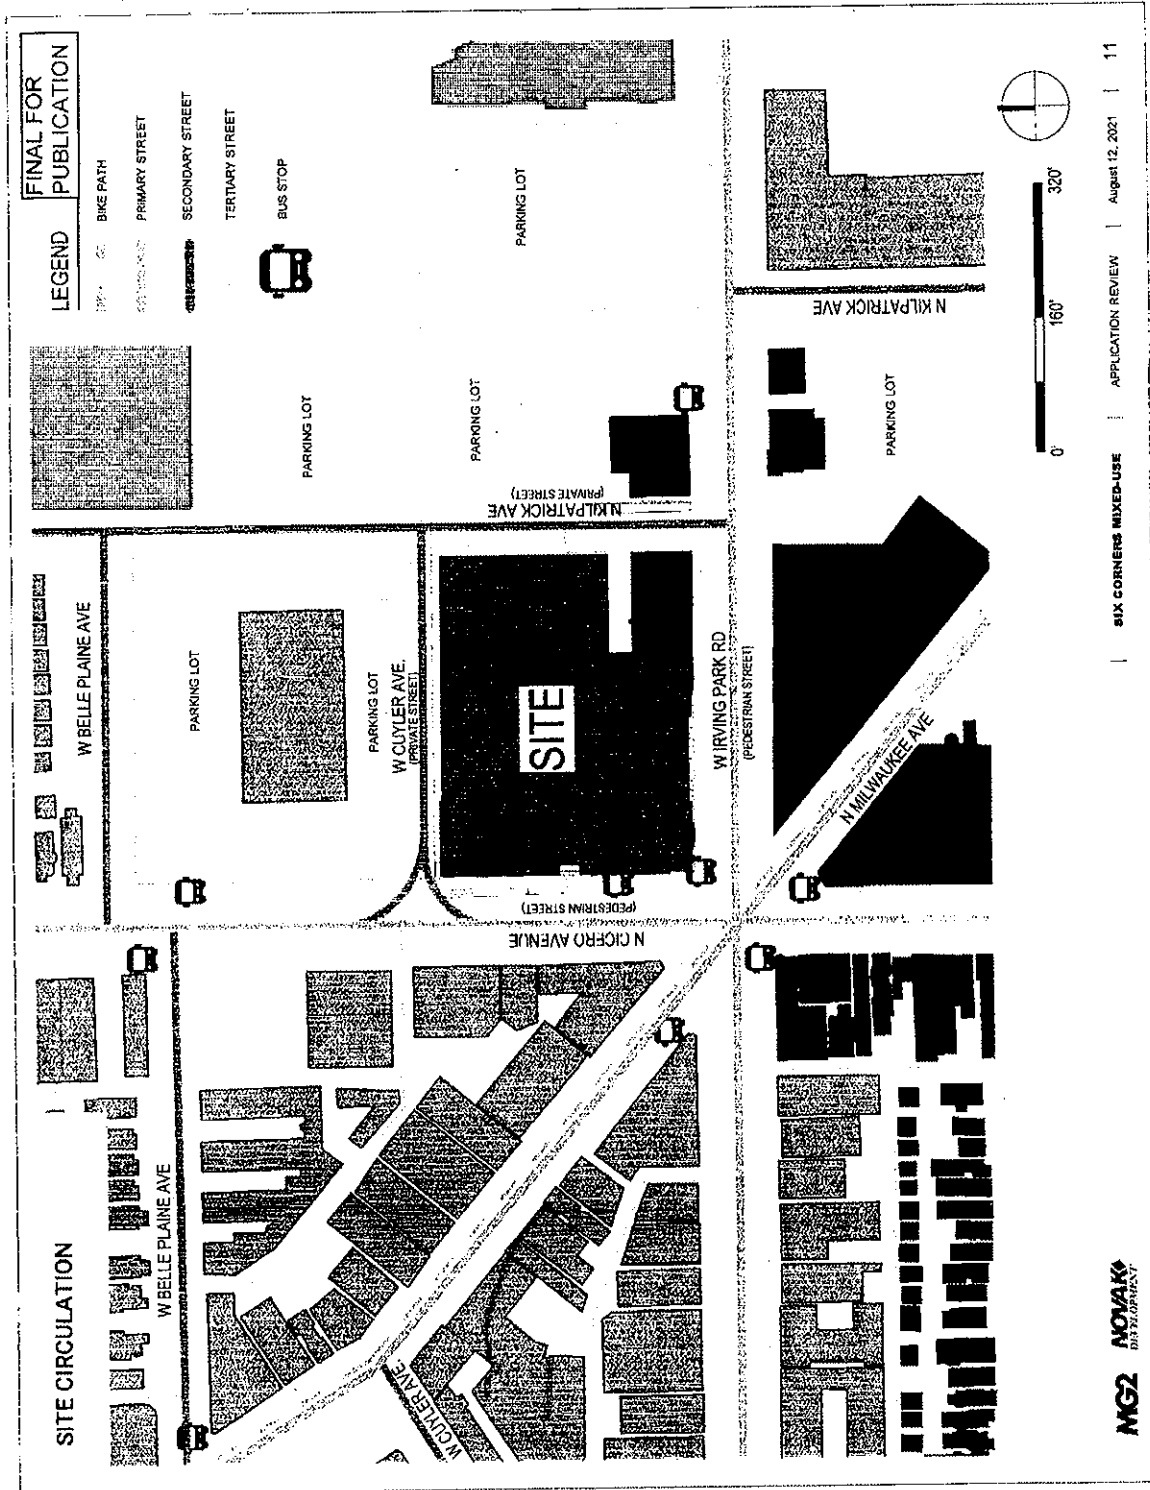 SITE CIRCULATION
LEGEND
FINAL FOR
PUBLICATION
BIKE PATH
PRIMARY STREET
SECONDARY STREET
TERTIARY STREET
BUS STOP
W BELLE PLAINE AVE
W BELLE PLAINE AVE
PARKING LOT
PARKING LOT
PARKING LOT
PARKING LOT
PARKING LOT
W CUYLER AVE.
(PRIVATE STREET)
N KILPATRICK AVE
(PRIVATE STREET)
SITE
N CICERO AVENUE
(PEDESTRIAN STREET)
W IRVING PARK RD
(PEDESTRIAN STREET)
W CUYLER AVE.
N MILWAUKEE AVE
N KILPATRICK AVE
PARKING LOT
0'
160'
320'
MG2
NOVAK
DEVELOPMENT
| SIX CORNERS MIXED-USE | APPLICATION REVIEW | August 12, 2021 | 11